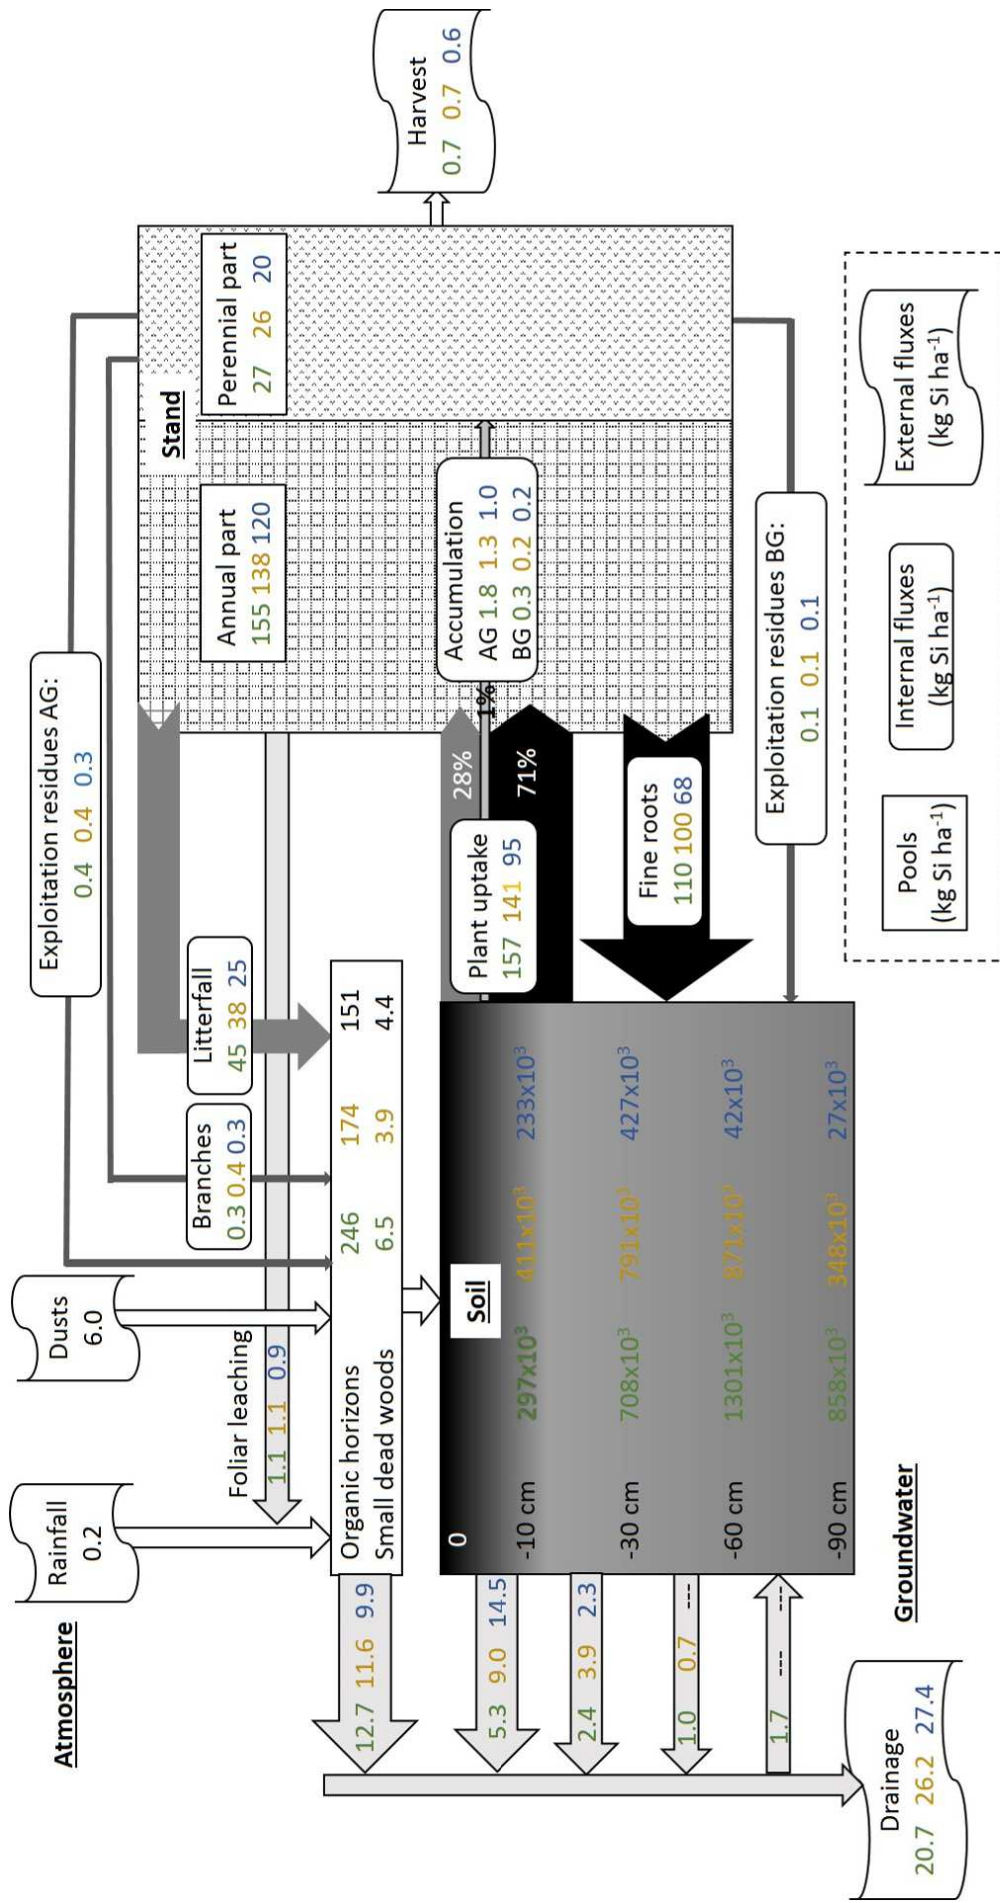 Atmosphere
Rainfall
0.2
Dusts
6.0
Exploitation residues AG:
0.4 0.4 0.3
Branches
0.3 0.4 0.3
Litterfall
45 38 25
Foliar leaching
1.1 1.1 0.9
Organic horizons 246 174 151
Small dead woods 6.5 3.9 4.4
Stand
Annual part
155 138 120
Perennial part
27 26 20
Accumulation
AG 1.8 1.3 1.0
BG 0.3 0.2 0.2
Harvest
0.7 0.7 0.6
28%
1%
71%
Plant uptake
157 141 95
Fine roots
110 100 68
Exploitation residues BG:
0.1 0.1 0.1
Soil
0
-10 cm 297x10³ 411x10³ 233x10³
-30 cm 708x10³ 791x10³ 427x10³
-60 cm 1301x10³ 871x10³ 42x10³
-90 cm 858x10³ 348x10³ 27x10³
12.7 11.6 9.9
5.3 9.0 14.5
2.4 3.9 2.3
1.0 0.7 ---
1.7 --- ---
Groundwater
Drainage
20.7 26.2 27.4
Pools
(kg Si ha⁻¹)
Internal fluxes
(kg Si ha⁻¹)
External fluxes
(kg Si ha⁻¹)